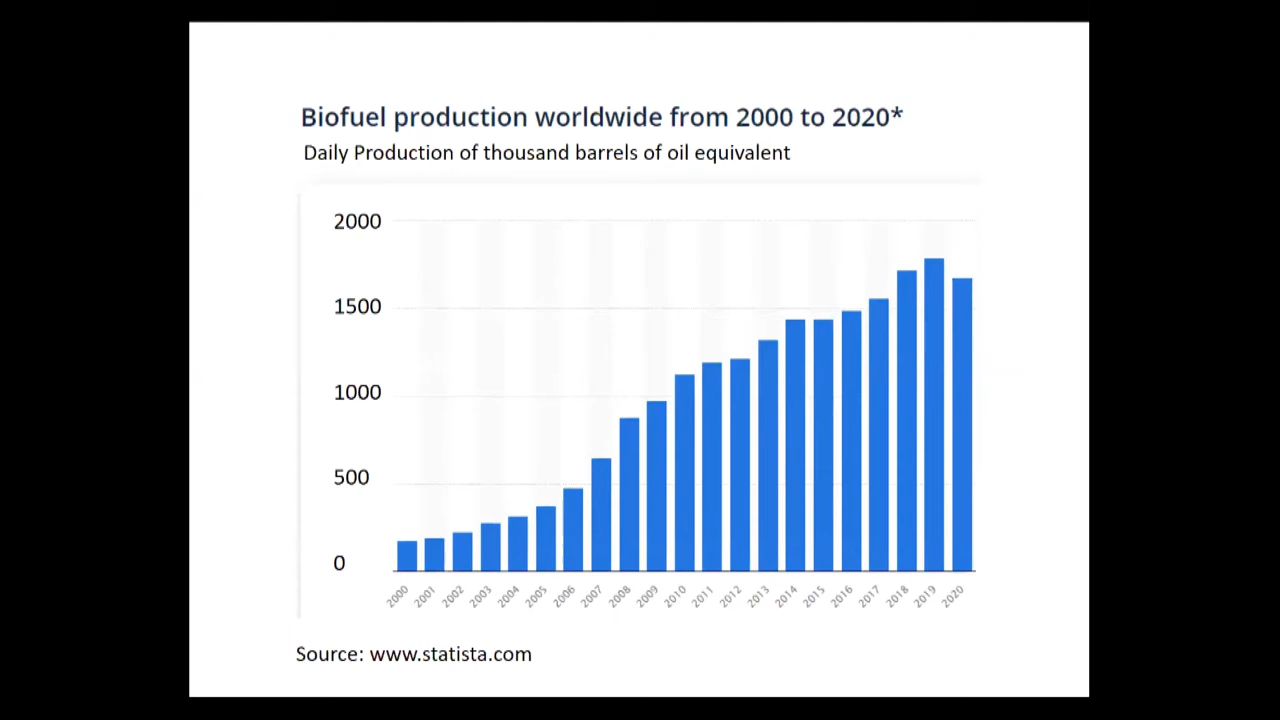 Biofuel production worldwide from 2000 to 2020*
Daily Production of thousand barrels of oil equivalent
2000
1500
1000
500
0
2000 2001 2002 2003 2004 2005 2006 2007 2008 2009 2010 2011 2012 2013 2014 2015 2016 2017 2018 2019 2020
Source: www.statista.com